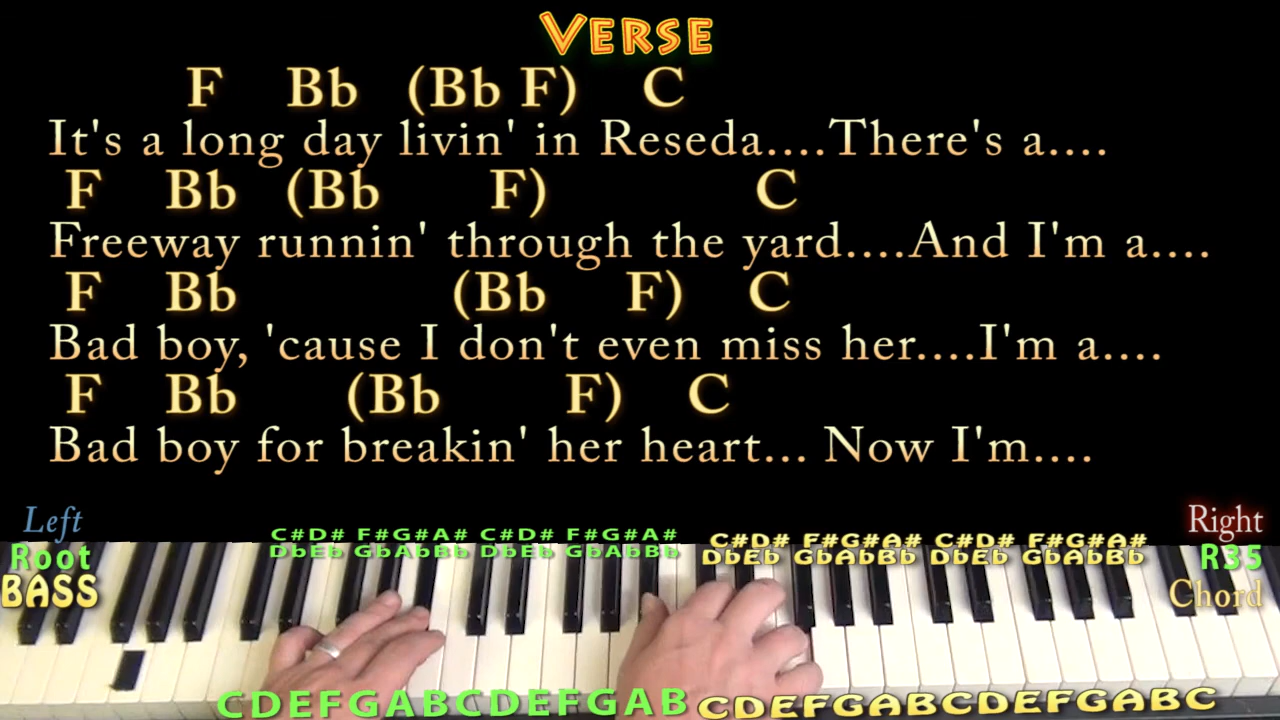 VERSE
F Bb (Bb F) C
It's a long day livin' in Reseda....There's a....
F Bb (Bb F) C
Freeway runnin' through the yard....And I'm a....
F Bb (Bb F) C
Bad boy, 'cause I don't even miss her....I'm a....
F Bb (Bb F) C
Bad boy for breakin' her heart... Now I'm....
Left Right
Root C#D# F#G#A# C#D# F#G#A# C#D# F#G#A# C#D# F#G#A# R35
BASS DbEb GbAbBb DbEb GbAbBb DbEb GbAbBb DbEb GbAbBb Chord
CDEFGABCDEFGAB CDEFGABCDEFGABC